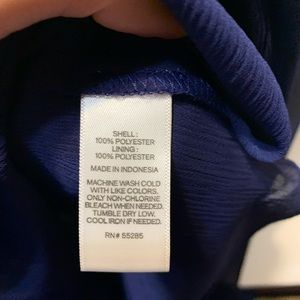 SHELL :
100% POLYESTER
LINING :
100% POLYESTER
MADE IN INDONESIA
MACHINE WASH COLD
WITH LIKE COLORS.
ONLY NON-CHLORINE
BLEACH WHEN NEEDED.
TUMBLE DRY LOW.
COOL IRON IF NEEDED.
RN# 55285